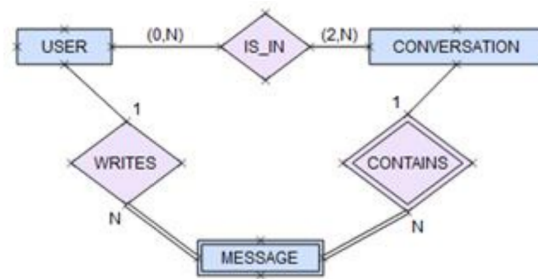 USER (0,N) IS_IN (2,N) CONVERSATION
1 1
WRITES CONTAINS
N N
MESSAGE